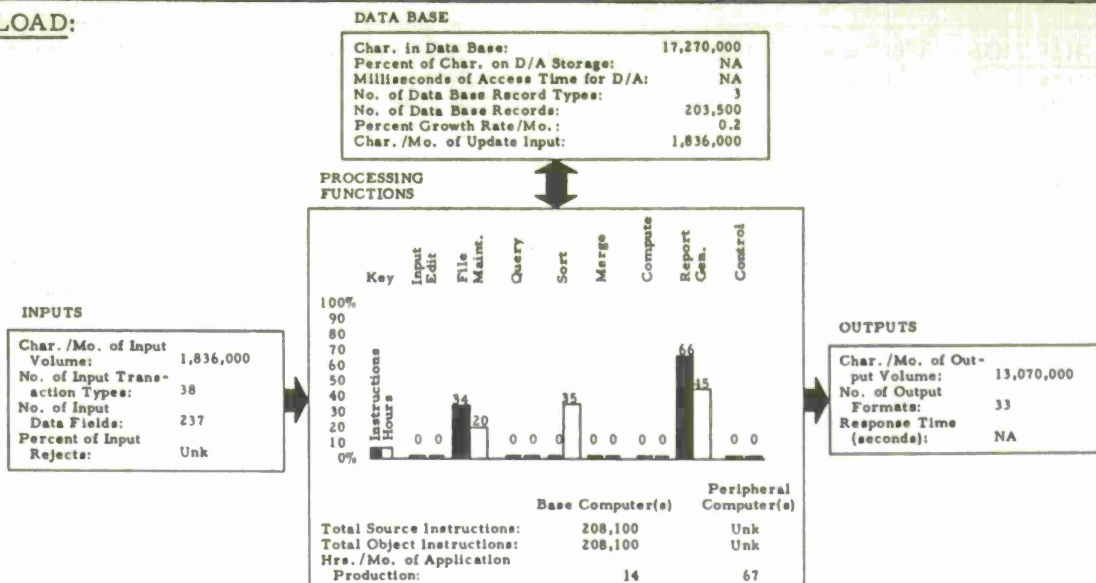 LOAD:
DATA BASE
Char. in Data Base: 17,270,000
Percent of Char. on D/A Storage: NA
Milliseconds of Access Time for D/A: NA
No. of Data Base Record Types: 3
No. of Data Base Records: 203,500
Percent Growth Rate/Mo.: 0.2
Char. /Mo. of Update Input: 1,836,000
PROCESSING
FUNCTIONS
Key
Input
Edit
File
Maint.
Query
Sort
Merge
Compute
Report
Gen.
Control
100%
90
80
70
60
50
40
30
20
10
0%
Instructions
Hours
0 0 34 20 0 0 0 35 0 0 0 0 66 45 0 0
Base Computer(s)
Peripheral
Computer(s)
Total Source Instructions: 208,100 Unk
Total Object Instructions: 208,100 Unk
Hrs. /Mo. of Application
Production: 14 67
INPUTS
Char. /Mo. of Input
Volume: 1,836,000
No. of Input Trans-
action Types: 38
No. of Input
Data Fields: 237
Percent of Input
Rejects: Unk
OUTPUTS
Char. /Mo. of Out-
put Volume: 13,070,000
No. of Output
Formats: 33
Response Time
(seconds): NA